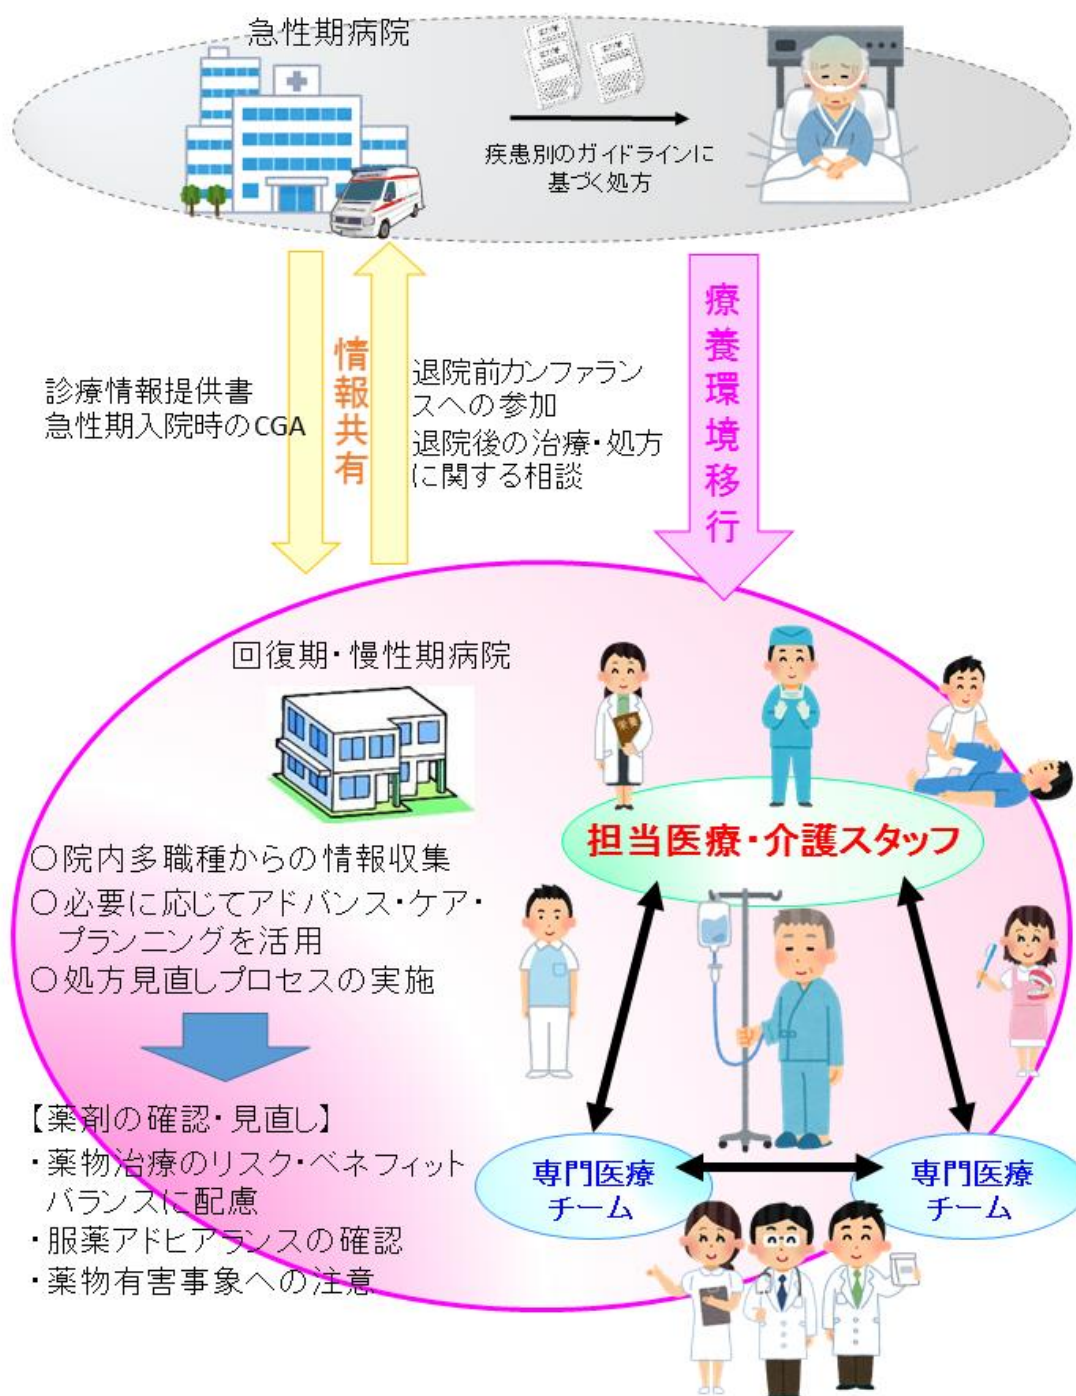 急性期病院
疾患別のガイドラインに
基づく処方
診療情報提供書
急性期入院時のCGA
情報共有
退院前カンファラン
スへの参加
退院後の治療・処方
に関する相談
療養環境移行
回復期・慢性期病院
○院内多職種からの情報収集
○必要に応じてアドバンス・ケア・
プランニングを活用
○処方見直しプロセスの実施
担当医療・介護スタッフ
【薬剤の確認・見直し】
・薬物治療のリスク・ベネフィット
バランスに配慮
・服薬アドヒアランスの確認
・薬物有害事象への注意
専門医療
チーム
専門医療
チーム